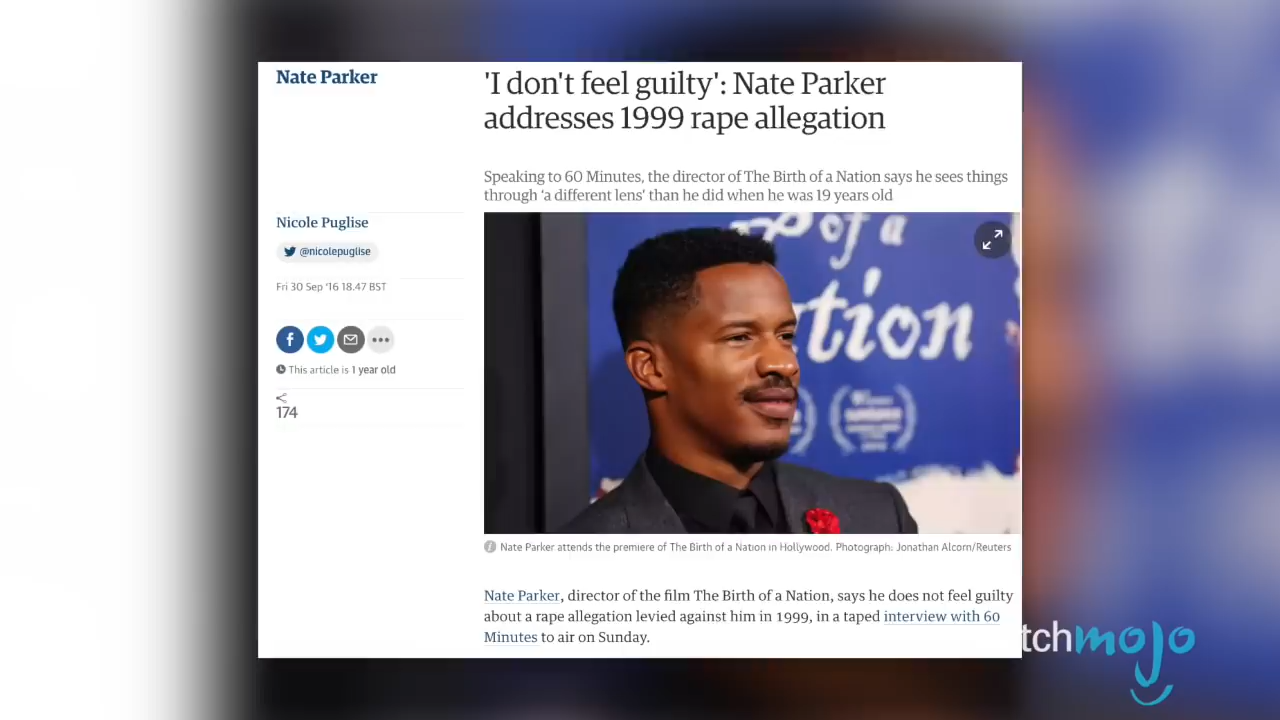 Nate Parker
'I don't feel guilty': Nate Parker
addresses 1999 rape allegation
Speaking to 60 Minutes, the director of The Birth of a Nation says he sees things
through 'a different lens' than he did when he was 19 years old
Nicole Puglise
@nicolepuglise
Fri 30 Sep '16 18.47 BST
This article is 1 year old
174
of a
ation
Nate Parker attends the premiere of The Birth of a Nation in Hollywood. Photograph: Jonathan Alcorn/Reuters
Nate Parker, director of the film The Birth of a Nation, says he does not feel guilty
about a rape allegation levied against him in 1999, in a taped interview with 60
Minutes to air on Sunday.
tchmojo